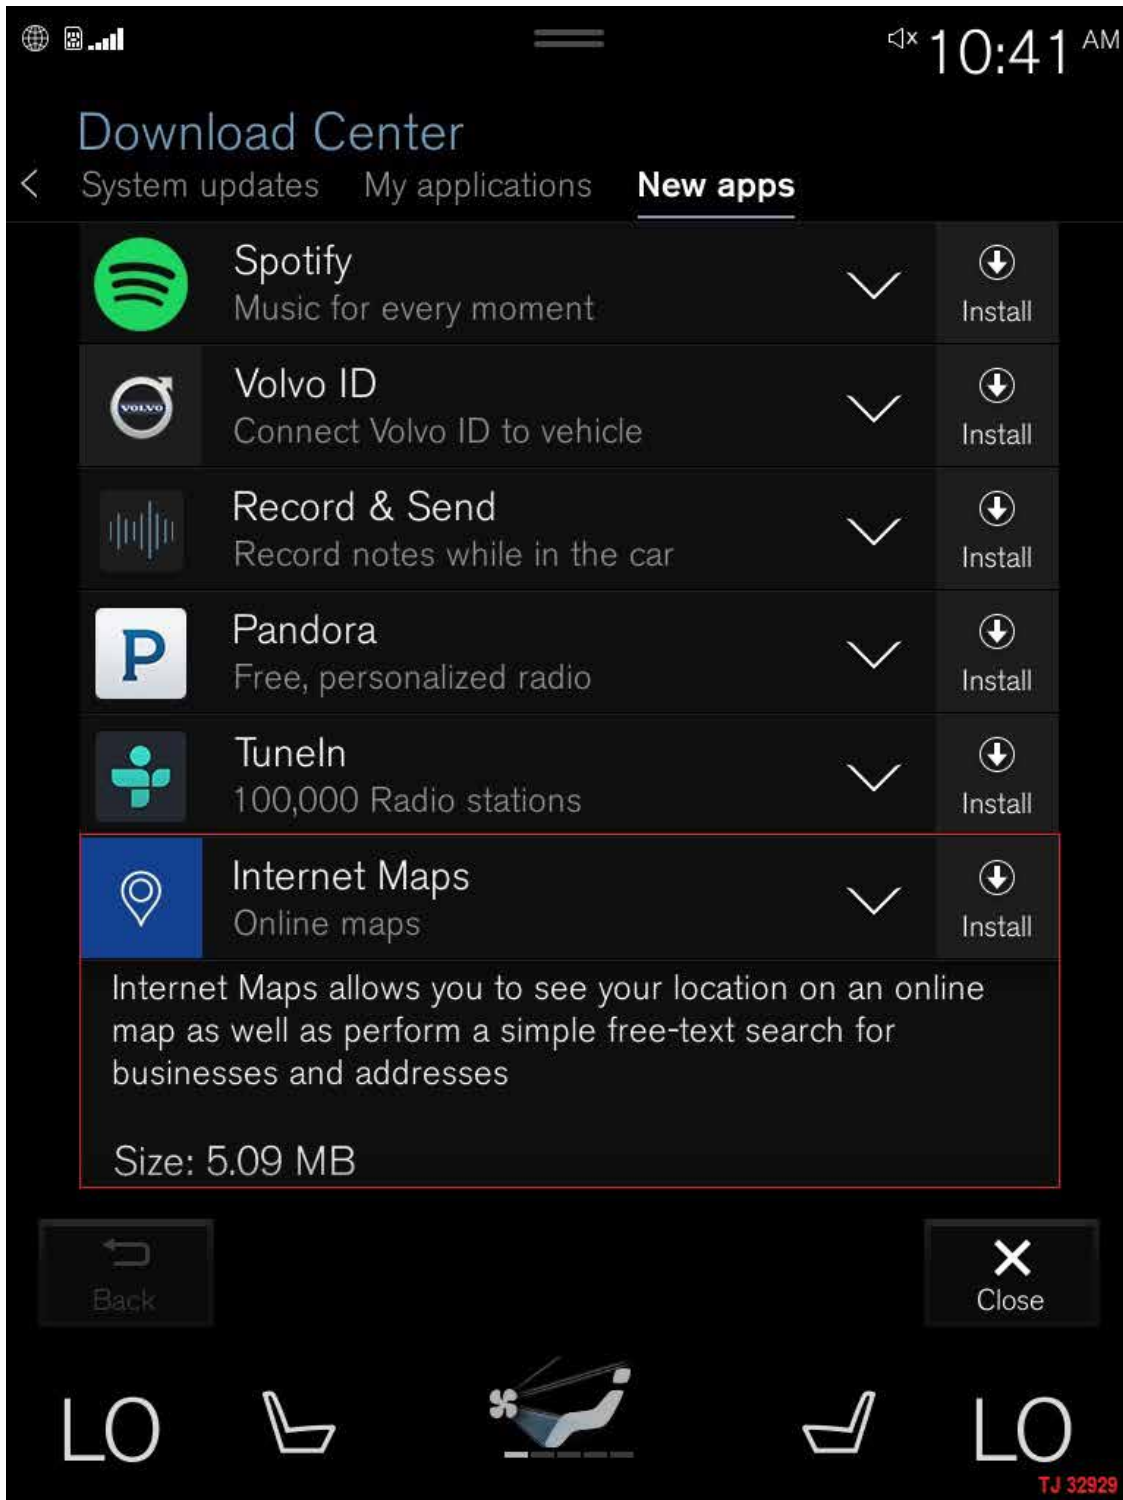 10:41 AM
Download Center
System updates My applications New apps
Spotify
Music for every moment
Install
VOLVO
Volvo ID
Connect Volvo ID to vehicle
Install
Record & Send
Record notes while in the car
Install
P
Pandora
Free, personalized radio
Install
TuneIn
100,000 Radio stations
Install
Internet Maps
Online maps
Install
Internet Maps allows you to see your location on an online
map as well as perform a simple free-text search for
businesses and addresses
Size: 5.09 MB
Back
Close
LO
LO
TJ 32929